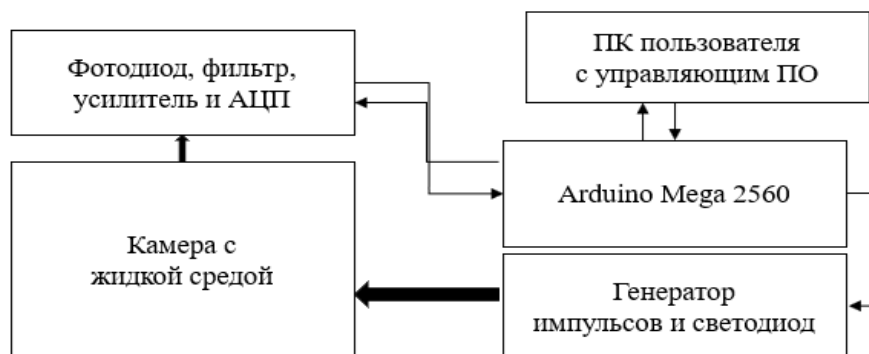 Фотодиод, фильтр,
усилитель и АЦП
ПК пользователя
с управляющим ПО
Arduino Mega 2560
Камера с
жидкой средой
Генератор
импульсов и светодиод